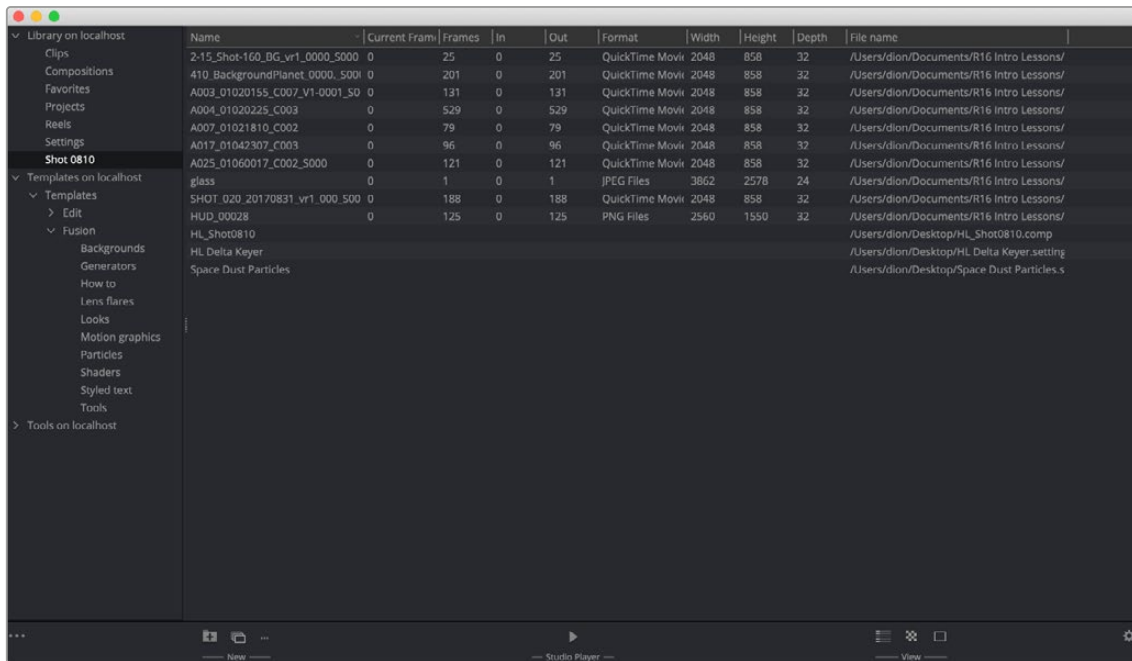 Library on localhost
Clips
Compositions
Favorites
Projects
Reels
Settings
Shot 0810
Templates on localhost
Templates
Edit
Fusion
Backgrounds
Generators
How to
Lens flares
Looks
Motion graphics
Particles
Shaders
Styled text
Tools
Tools on localhost
Name Current Fram Frames In Out Format Width Height Depth File name
2-15_Shot-160_BG_vr1_0000_S000 0 25 0 25 QuickTime Movi 2048 858 32 /Users/dion/Documents/R16 Intro Lessons/
410_BackgroundPlanet_0000._S00 0 201 0 201 QuickTime Movi 2048 858 32 /Users/dion/Documents/R16 Intro Lessons/
A003_01020155_C007_V1-0001_S0 0 131 0 131 QuickTime Movi 2048 858 32 /Users/dion/Documents/R16 Intro Lessons/
A004_01020225_C003 0 529 0 529 QuickTime Movi 2048 858 32 /Users/dion/Documents/R16 Intro Lessons/
A007_01021810_C002 0 79 0 79 QuickTime Movi 2048 858 32 /Users/dion/Documents/R16 Intro Lessons/
A017_01042307_C003 0 96 0 96 QuickTime Movi 2048 858 32 /Users/dion/Documents/R16 Intro Lessons/
A025_01060017_C002_S000 0 121 0 121 QuickTime Movi 2048 858 32 /Users/dion/Documents/R16 Intro Lessons/
glass 0 1 0 1 JPEG Files 3862 2578 24 /Users/dion/Documents/R16 Intro Lessons/
SHOT_020_20170831_vr1_000_S00 0 188 0 188 QuickTime Movi 2048 858 32 /Users/dion/Documents/R16 Intro Lessons/
HUD_00028 0 125 0 125 PNG Files 2560 1550 32 /Users/dion/Documents/R16 Intro Lessons/
HL_Shot0810 /Users/dion/Desktop/HL_Shot0810.comp
HL Delta Keyer /Users/dion/Desktop/HL Delta Keyer.setting
Space Dust Particles /Users/dion/Desktop/Space Dust Particles.s
New
Studio Player
View